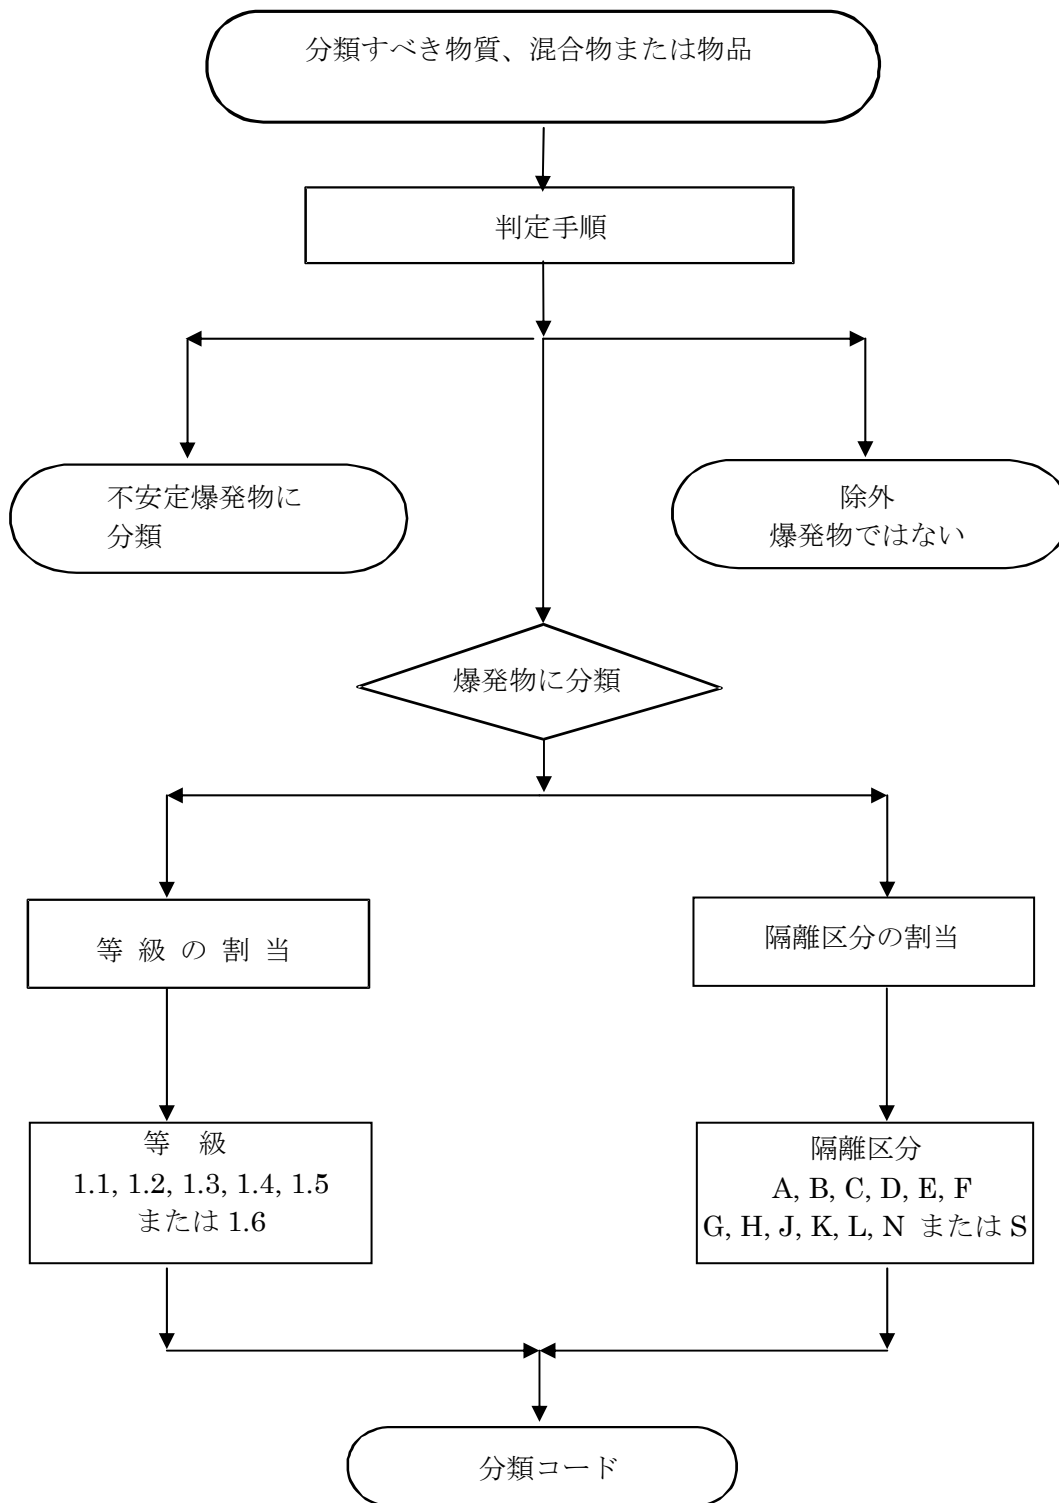 分類すべき物質、混合物または物品
判定手順
不安定爆発物に
分類
除外
爆発物ではない
爆発物に分類
等 級 の 割 当
隔離区分の割当
等　級
1.1, 1.2, 1.3, 1.4, 1.5
または 1.6
隔離区分
A, B, C, D, E, F
G, H, J, K, L, N または S
分類コード